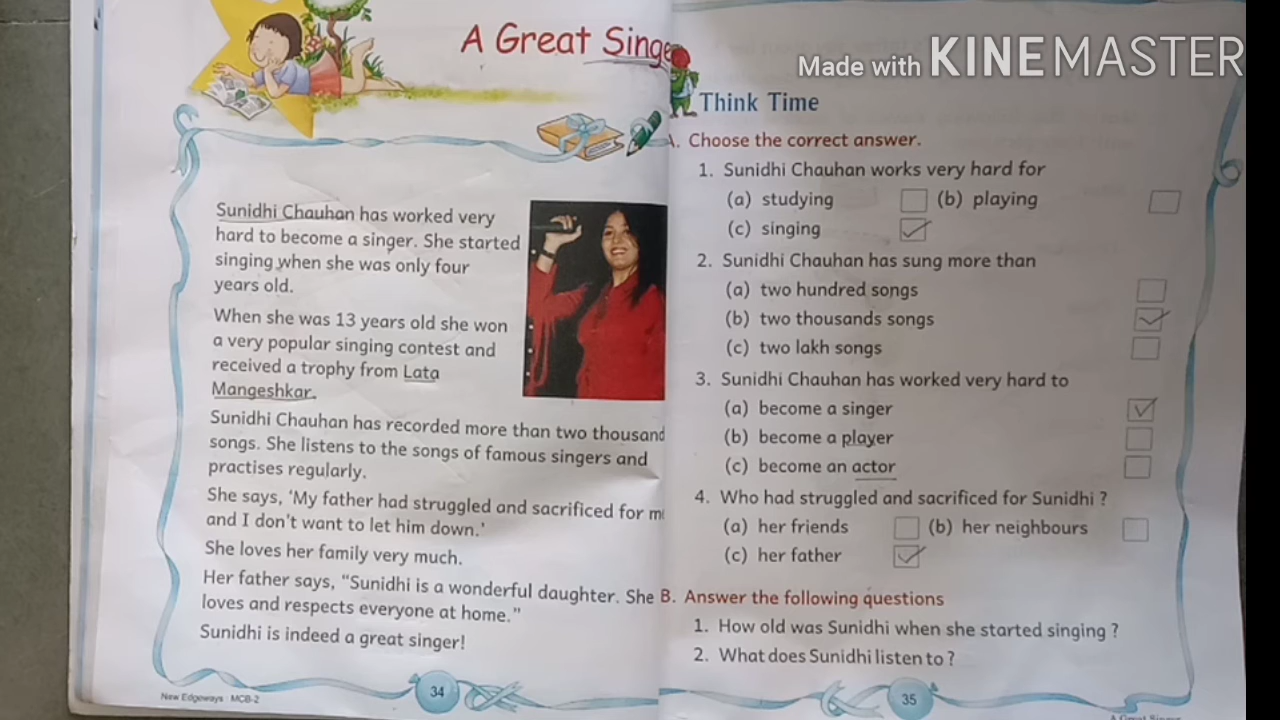 A Great Singe
Sunidhi Chauhan has worked very
hard to become a singer. She started
singing when she was only four
years old.
When she was 13 years old she won
a very popular singing contest and
received a trophy from Lata
Mangeshkar.
Sunidhi Chauhan has recorded more than two thousand
songs. She listens to the songs of famous singers and
practises regularly.
She says, 'My father had struggled and sacrificed for m
and I don't want to let him down.'
She loves her family very much.
Her father says, "Sunidhi is a wonderful daughter. She
loves and respects everyone at home."
Sunidhi is indeed a great singer!
New Edgeways : MCB-2
34
Made with KINEMASTER
Think Time
A. Choose the correct answer.
1. Sunidhi Chauhan works very hard for
(a) studying (b) playing
(c) singing
2. Sunidhi Chauhan has sung more than
(a) two hundred songs
(b) two thousands songs
(c) two lakh songs
3. Sunidhi Chauhan has worked very hard to
(a) become a singer
(b) become a player
(c) become an actor
4. Who had struggled and sacrificed for Sunidhi ?
(a) her friends (b) her neighbours
(c) her father
B. Answer the following questions
1. How old was Sunidhi when she started singing ?
2. What does Sunidhi listen to ?
35
A Great Singer